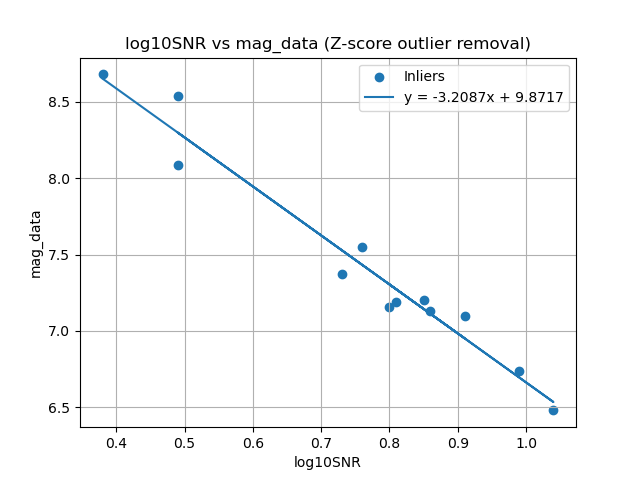 log10SNR vs mag_data (Z-score outlier removal)
Inliers
y = -3.2087x + 9.8717
8.5
8.0
7.5
7.0
6.5
mag_data
0.4 0.5 0.6 0.7 0.8 0.9 1.0
log10SNR